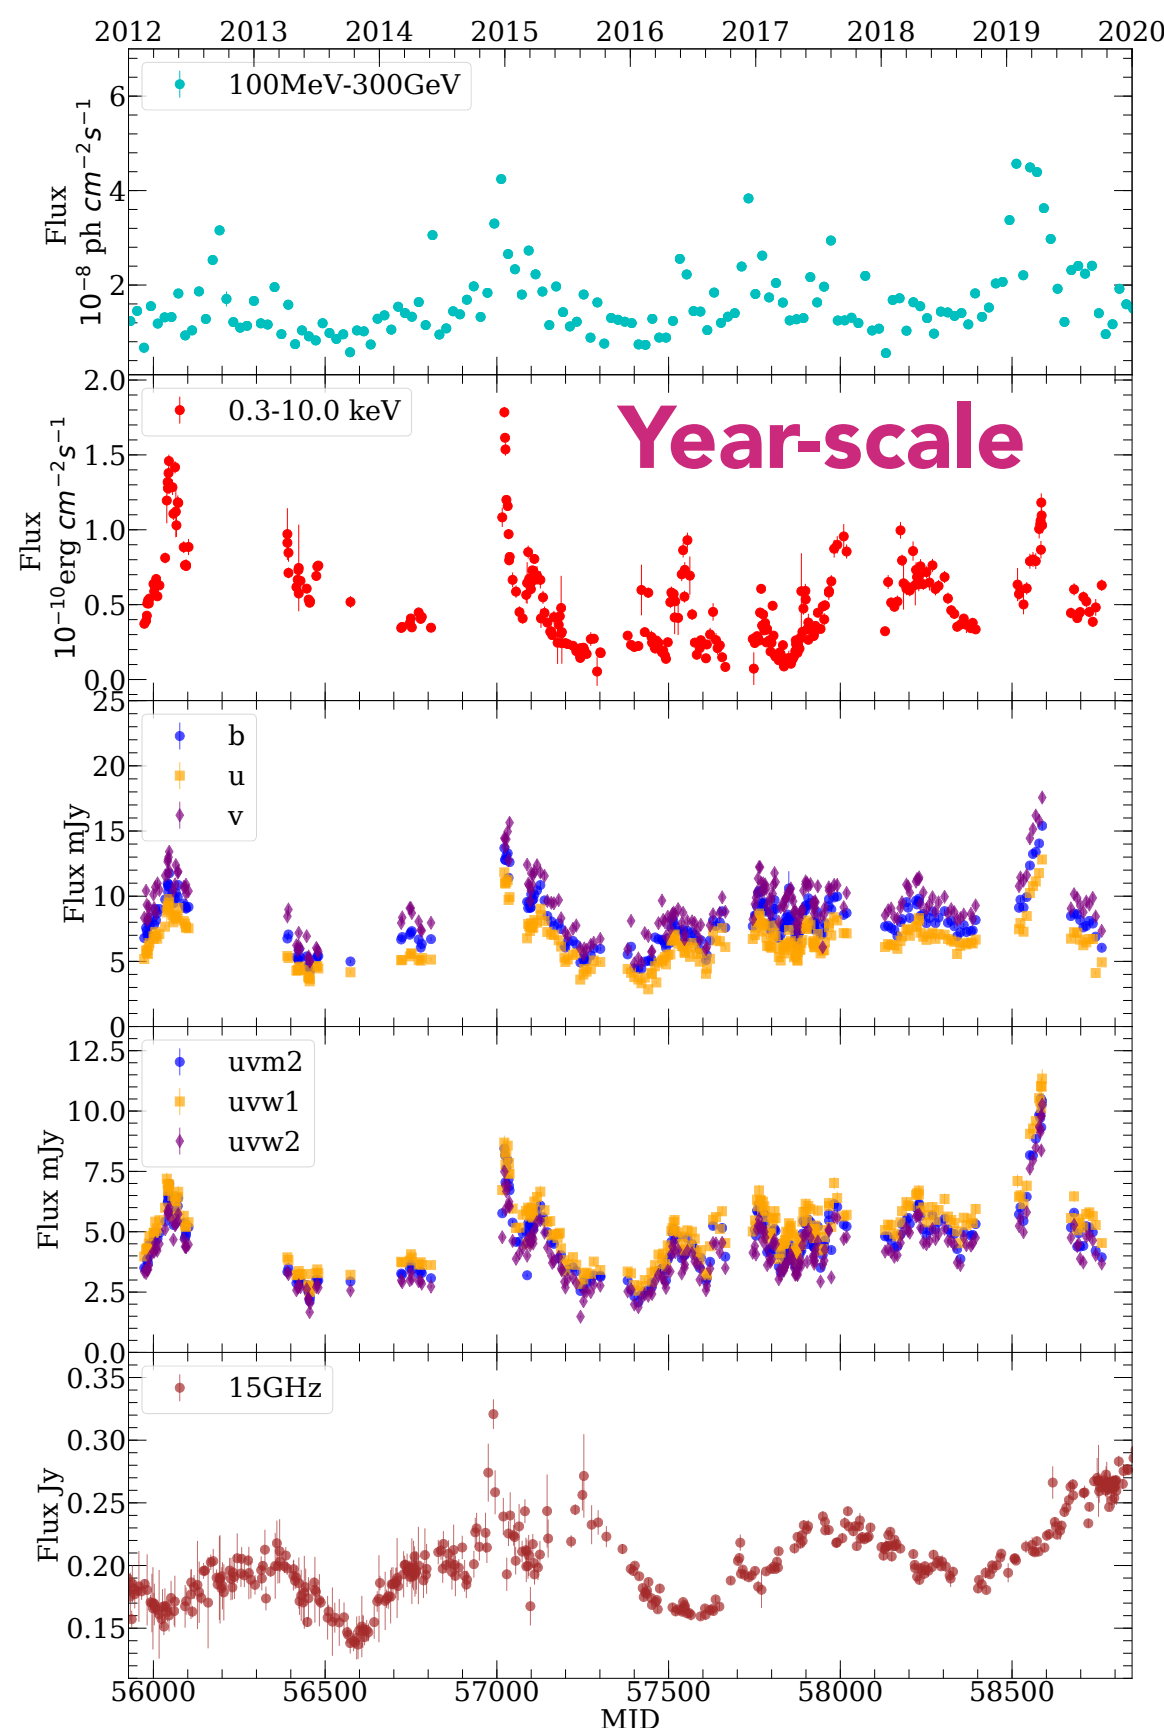 2012 2013 2014 2015 2016 2017 2018 2019 2020
100MeV-300GeV
6
4
2
Flux
10⁻⁸ ph cm⁻²s⁻¹
0.3-10.0 keV
Year-scale
2.0
1.5
1.0
0.5
0.0
Flux
10⁻¹⁰erg cm⁻²s⁻¹
b
u
v
25
20
15
10
5
0
Flux mJy
uvm2
uvw1
uvw2
12.5
10.0
7.5
5.0
2.5
0.0
Flux mJy
15GHz
0.35
0.30
0.25
0.20
0.15
Flux Jy
56000 56500 57000 57500 58000 58500
MJD